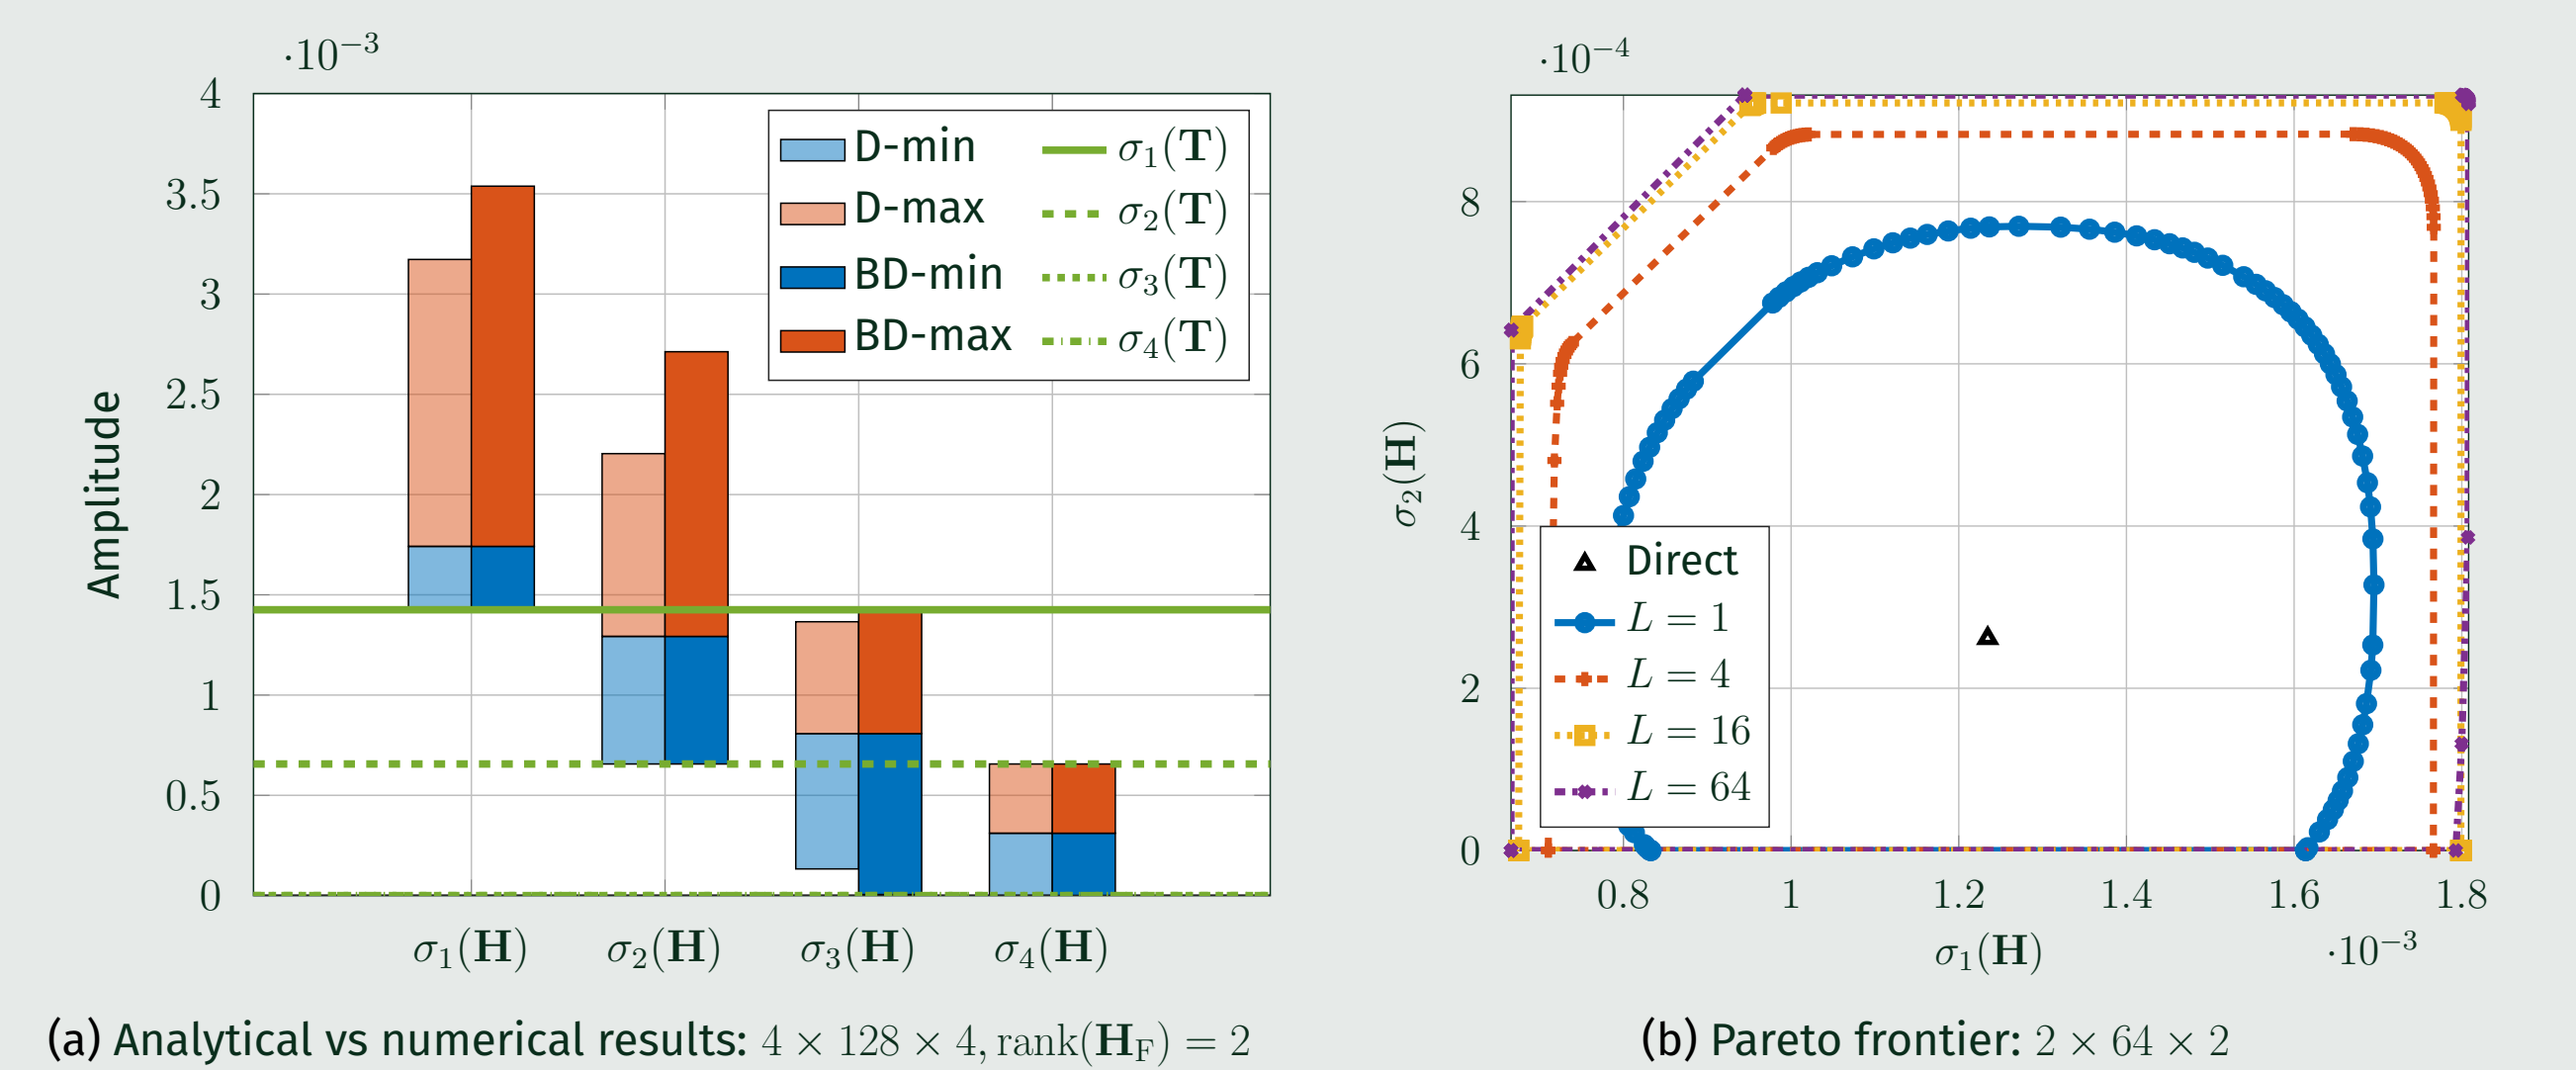 ·10⁻³
4
3.5
3
2.5
2
1.5
1
0.5
0
Amplitude
D-min
D-max
BD-min
BD-max
σ₁(T)
σ₂(T)
σ₃(T)
σ₄(T)
σ₁(H)
σ₂(H)
σ₃(H)
σ₄(H)
(a) Analytical vs numerical results: 4 × 128 × 4, rank(H_F) = 2
·10⁻⁴
8
6
4
2
0
σ₂(H)
Direct
L = 1
L = 4
L = 16
L = 64
0.8
1
1.2
1.4
1.6
1.8
σ₁(H)
·10⁻³
(b) Pareto frontier: 2 × 64 × 2